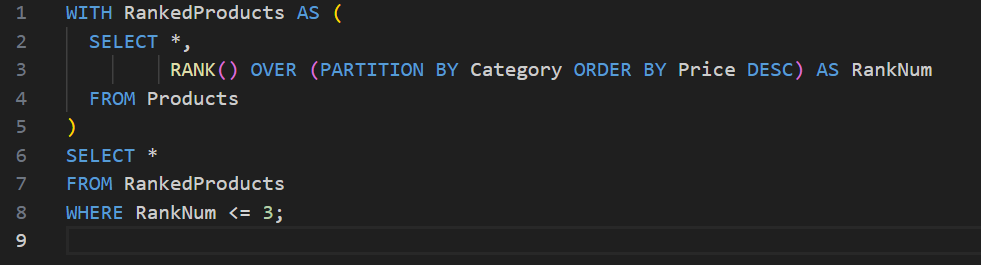 1 WITH RankedProducts AS (
2   SELECT *,
3          RANK() OVER (PARTITION BY Category ORDER BY Price DESC) AS RankNum
4   FROM Products
5 )
6 SELECT *
7 FROM RankedProducts
8 WHERE RankNum <= 3;
9